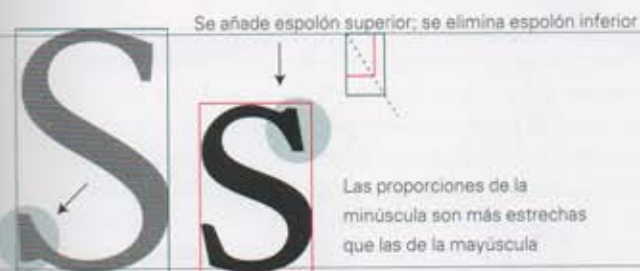 Se añade espolón superior; se elimina espolón inferior
S s
Las proporciones de la
minúscula son más estrechas
que las de la mayúscula